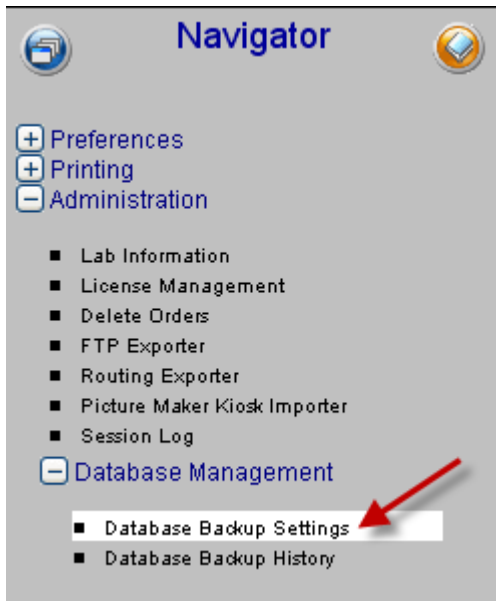 Navigator
Preferences
Printing
Administration
Lab Information
License Management
Delete Orders
FTP Exporter
Routing Exporter
Picture Maker Kiosk Importer
Session Log
Database Management
Database Backup Settings
Database Backup History